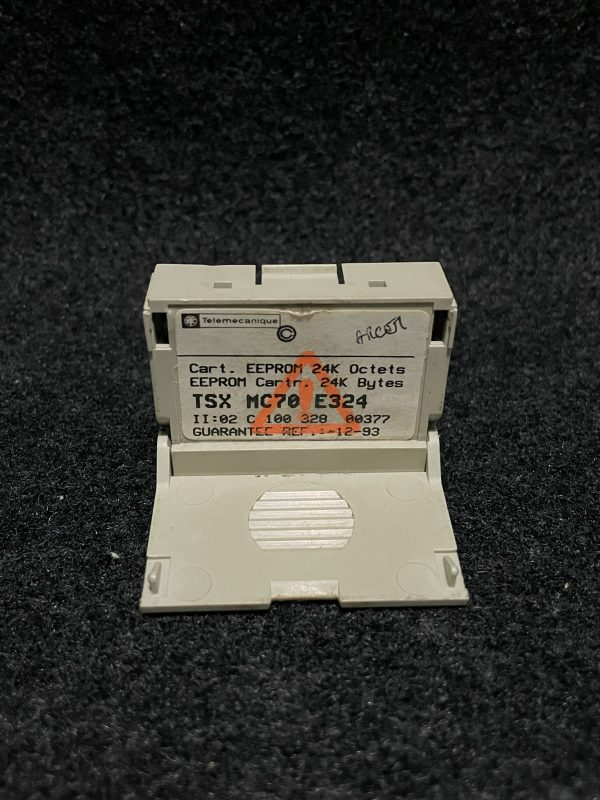 Telemecanique
©
Cart. EEPROM 24K Octets
EEPROM Cartr. 24K Bytes
TSX MC70 E324
II:02 C 100 328 00377
GUARANTEE REF.:-12-93